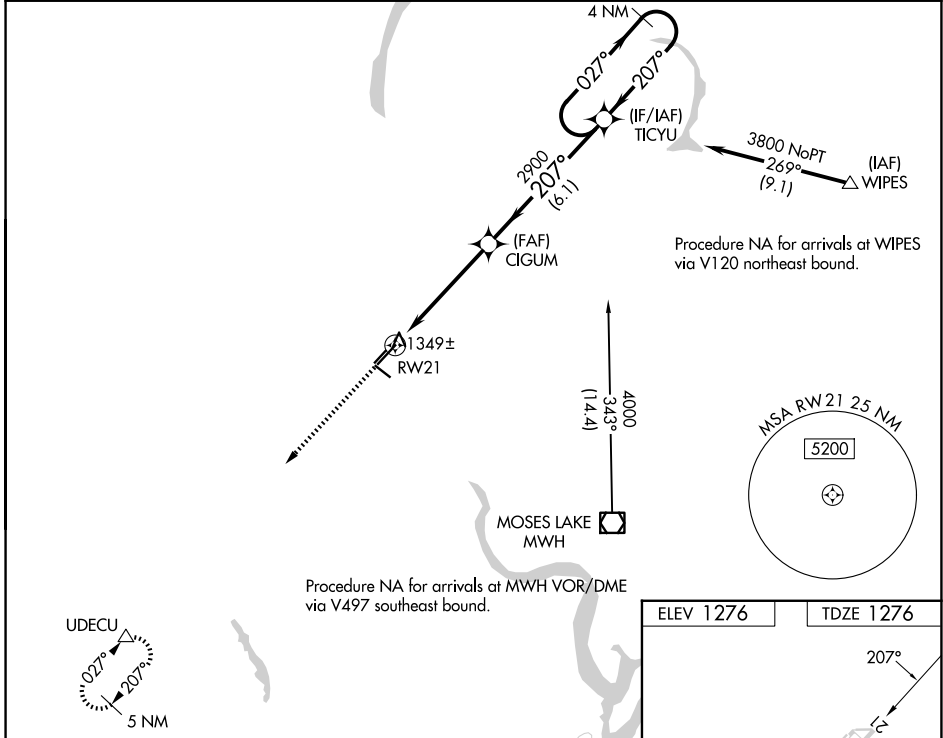 4 NM
027°
207°
(IF/IAF)
TICYU
2900
207°
(6.1)
3800 NoPT
269°
(9.1)
(IAF)
WIPES
(FAF)
CIGUM
Procedure NA for arrivals at WIPES
via V120 northeast bound.
1349±
RW21
4000
343°
(14.4)
MSA RW21 25 NM
5200
MOSES LAKE
MWH
Procedure NA for arrivals at MWH VOR/DME
via V497 southeast bound.
UDECU
027°
207°
5 NM
ELEV 1276
TDZE 1276
207°
21